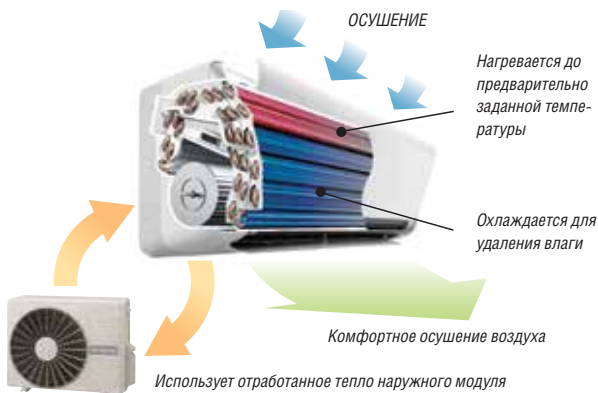 ОСУШЕНИЕ
Нагревается до
предварительно
заданной темпе-
ратуры
Охлаждается для
удаления влаги
Комфортное осушение воздуха
Использует отработанное тепло наружного модуля